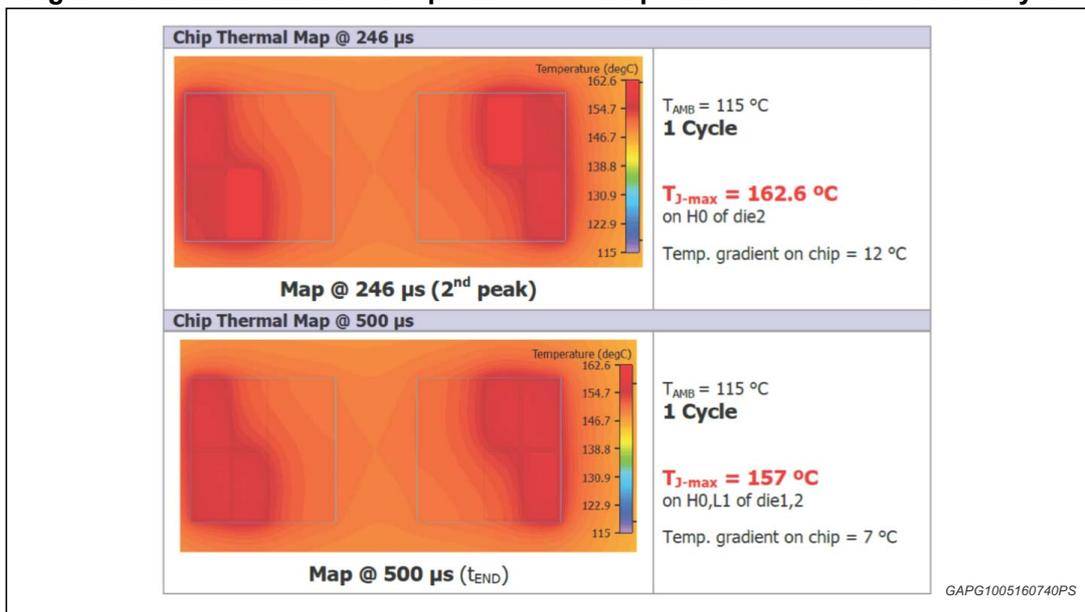 Chip Thermal Map @ 246 µs
Temperature (degC)
162.6
154.7
146.7
138.8
130.9
122.9
115
Map @ 246 µs (2nd peak)
TAMB = 115 ºC
1 Cycle
TJ-max = 162.6 ºC
on H0 of die2
Temp. gradient on chip = 12 ºC
Chip Thermal Map @ 500 µs
Temperature (degC)
162.6
154.7
146.7
138.8
130.9
122.9
115
Map @ 500 µs (tEND)
TAMB = 115 ºC
1 Cycle
TJ-max = 157 ºC
on H0,L1 of die1,2
Temp. gradient on chip = 7 ºC
GAPG1005160740PS